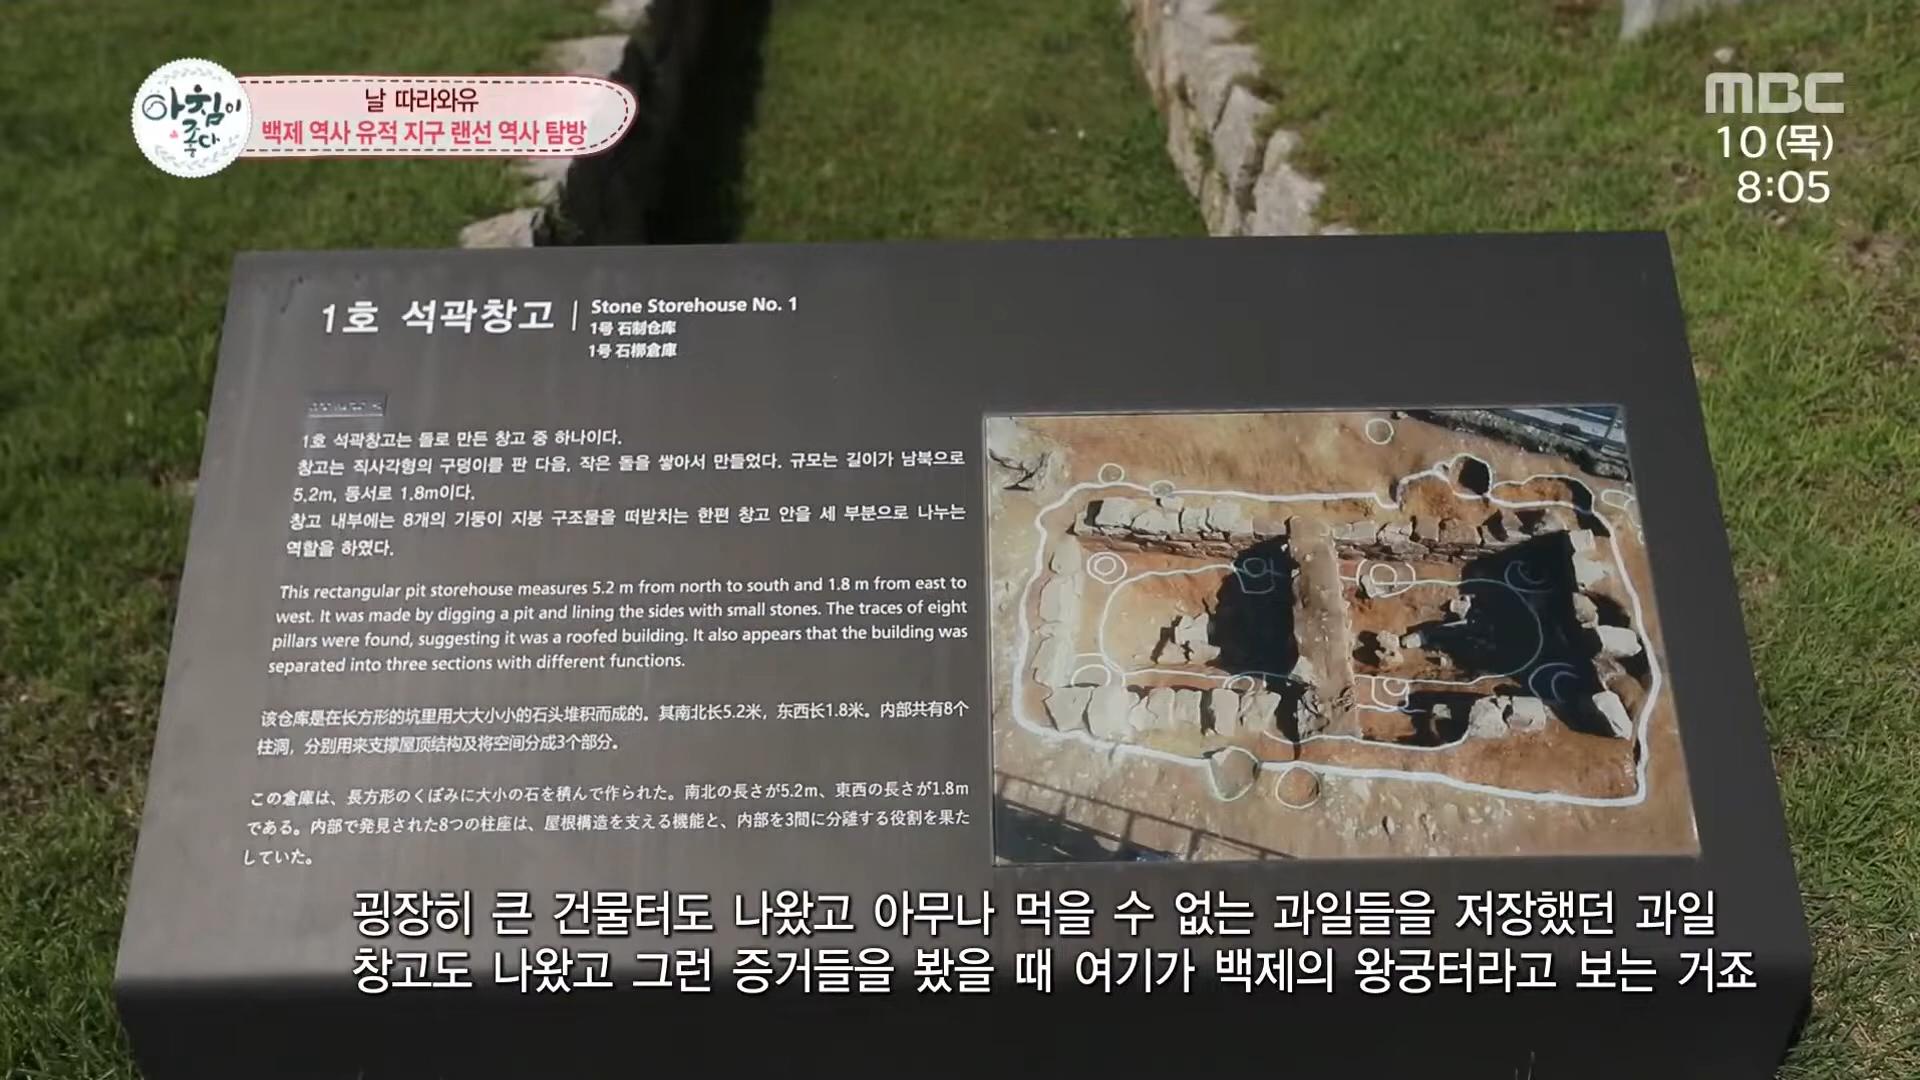 아침이 좋다
날 따라와유
백제 역사 유적 지구 랜선 역사 탐방
MBC
10(목)
8:05
1호 석곽창고
Stone Storehouse No. 1
1号 石制仓库
1号 石槨倉庫
1호 석곽창고는 돌로 만든 창고 중 하나이다.
창고는 직사각형의 구덩이를 판 다음, 작은 돌을 쌓아서 만들었다. 규모는 길이가 남북으로
5.2m, 동서로 1.8m이다.
창고 내부에는 8개의 기둥이 지붕 구조물을 떠받치는 한편 창고 안을 세 부분으로 나누는
역할을 하였다.
This rectangular pit storehouse measures 5.2 m from north to south and 1.8 m from east to
west. It was made by digging a pit and lining the sides with small stones. The traces of eight
pillars were found, suggesting it was a roofed building. It also appears that the building was
separated into three sections with different functions.
该仓库是在长方形的坑里用大大小小的石头堆积而成的。其南北长5.2米，东西长1.8米。内部共有8个
柱洞，分别用来支撑屋顶结构及将空间分成3个部分。
この倉庫は、長方形のくぼみに大小の石を積んで作られた。南北の長さが5.2m、東西の長さが1.8m
である。内部で発見された8つの柱座は、屋根構造を支える機能と、内部を3間に分離する役割を果た
していた。
굉장히 큰 건물터도 나왔고 아무나 먹을 수 없는 과일들을 저장했던 과일
창고도 나왔고 그런 증거들을 봤을 때 여기가 백제의 왕궁터라고 보는 거죠